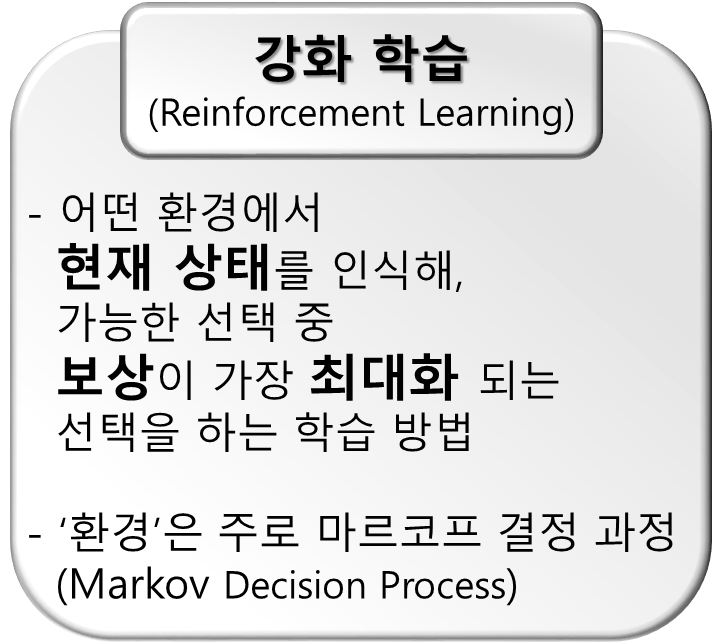 강화 학습
(Reinforcement Learning)
- 어떤 환경에서
현재 상태를 인식해,
가능한 선택 중
보상이 가장 최대화 되는
선택을 하는 학습 방법
- ‘환경’은 주로 마르코프 결정 과정
(Markov Decision Process)